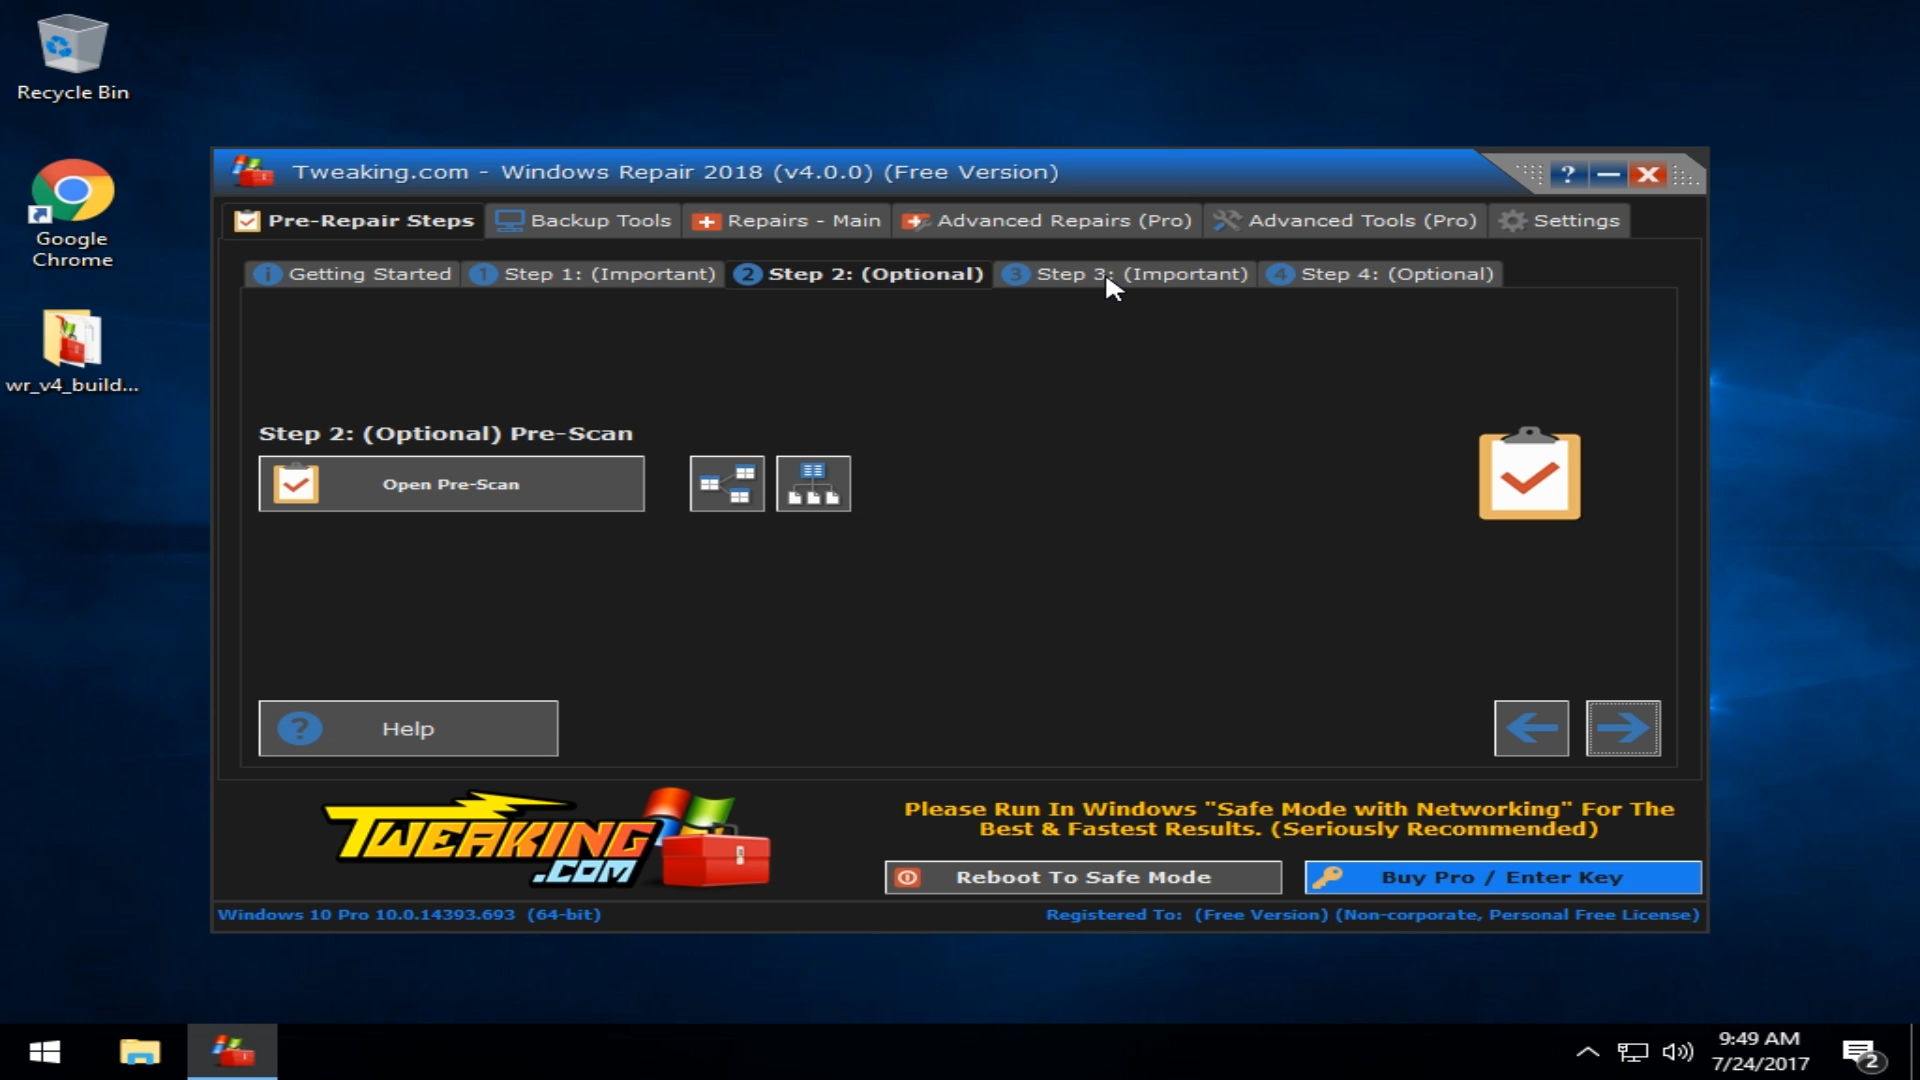 Recycle Bin
Google
Chrome
wr_v4_build...
Tweaking.com - Windows Repair 2018 (v4.0.0) (Free Version)
?
Pre-Repair Steps
Backup Tools
Repairs - Main
Advanced Repairs (Pro)
Advanced Tools (Pro)
Settings
i Getting Started
1 Step 1: (Important)
2 Step 2: (Optional)
3 Step 3: (Important)
4 Step 4: (Optional)
Step 2: (Optional) Pre-Scan
Open Pre-Scan
? Help
TWEAKING
.COM
Please Run In Windows "Safe Mode with Networking" For The
Best & Fastest Results. (Seriously Recommended)
Reboot To Safe Mode
Buy Pro / Enter Key
Windows 10 Pro 10.0.14393.693 (64-bit)
Registered To: (Free Version) (Non-corporate, Personal Free License)
9:49 AM
7/24/2017
2